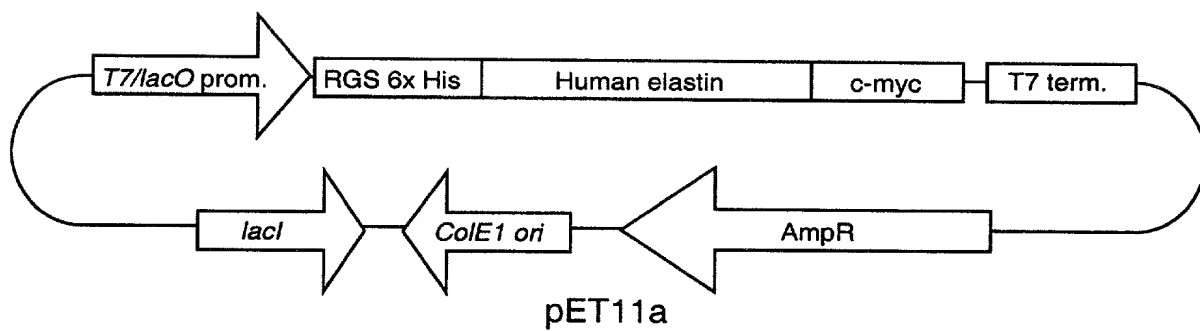 T7/lacO prom.
RGS 6x His
Human elastin
c-myc
T7 term.
lacI
ColE1 ori
AmpR
pET11a